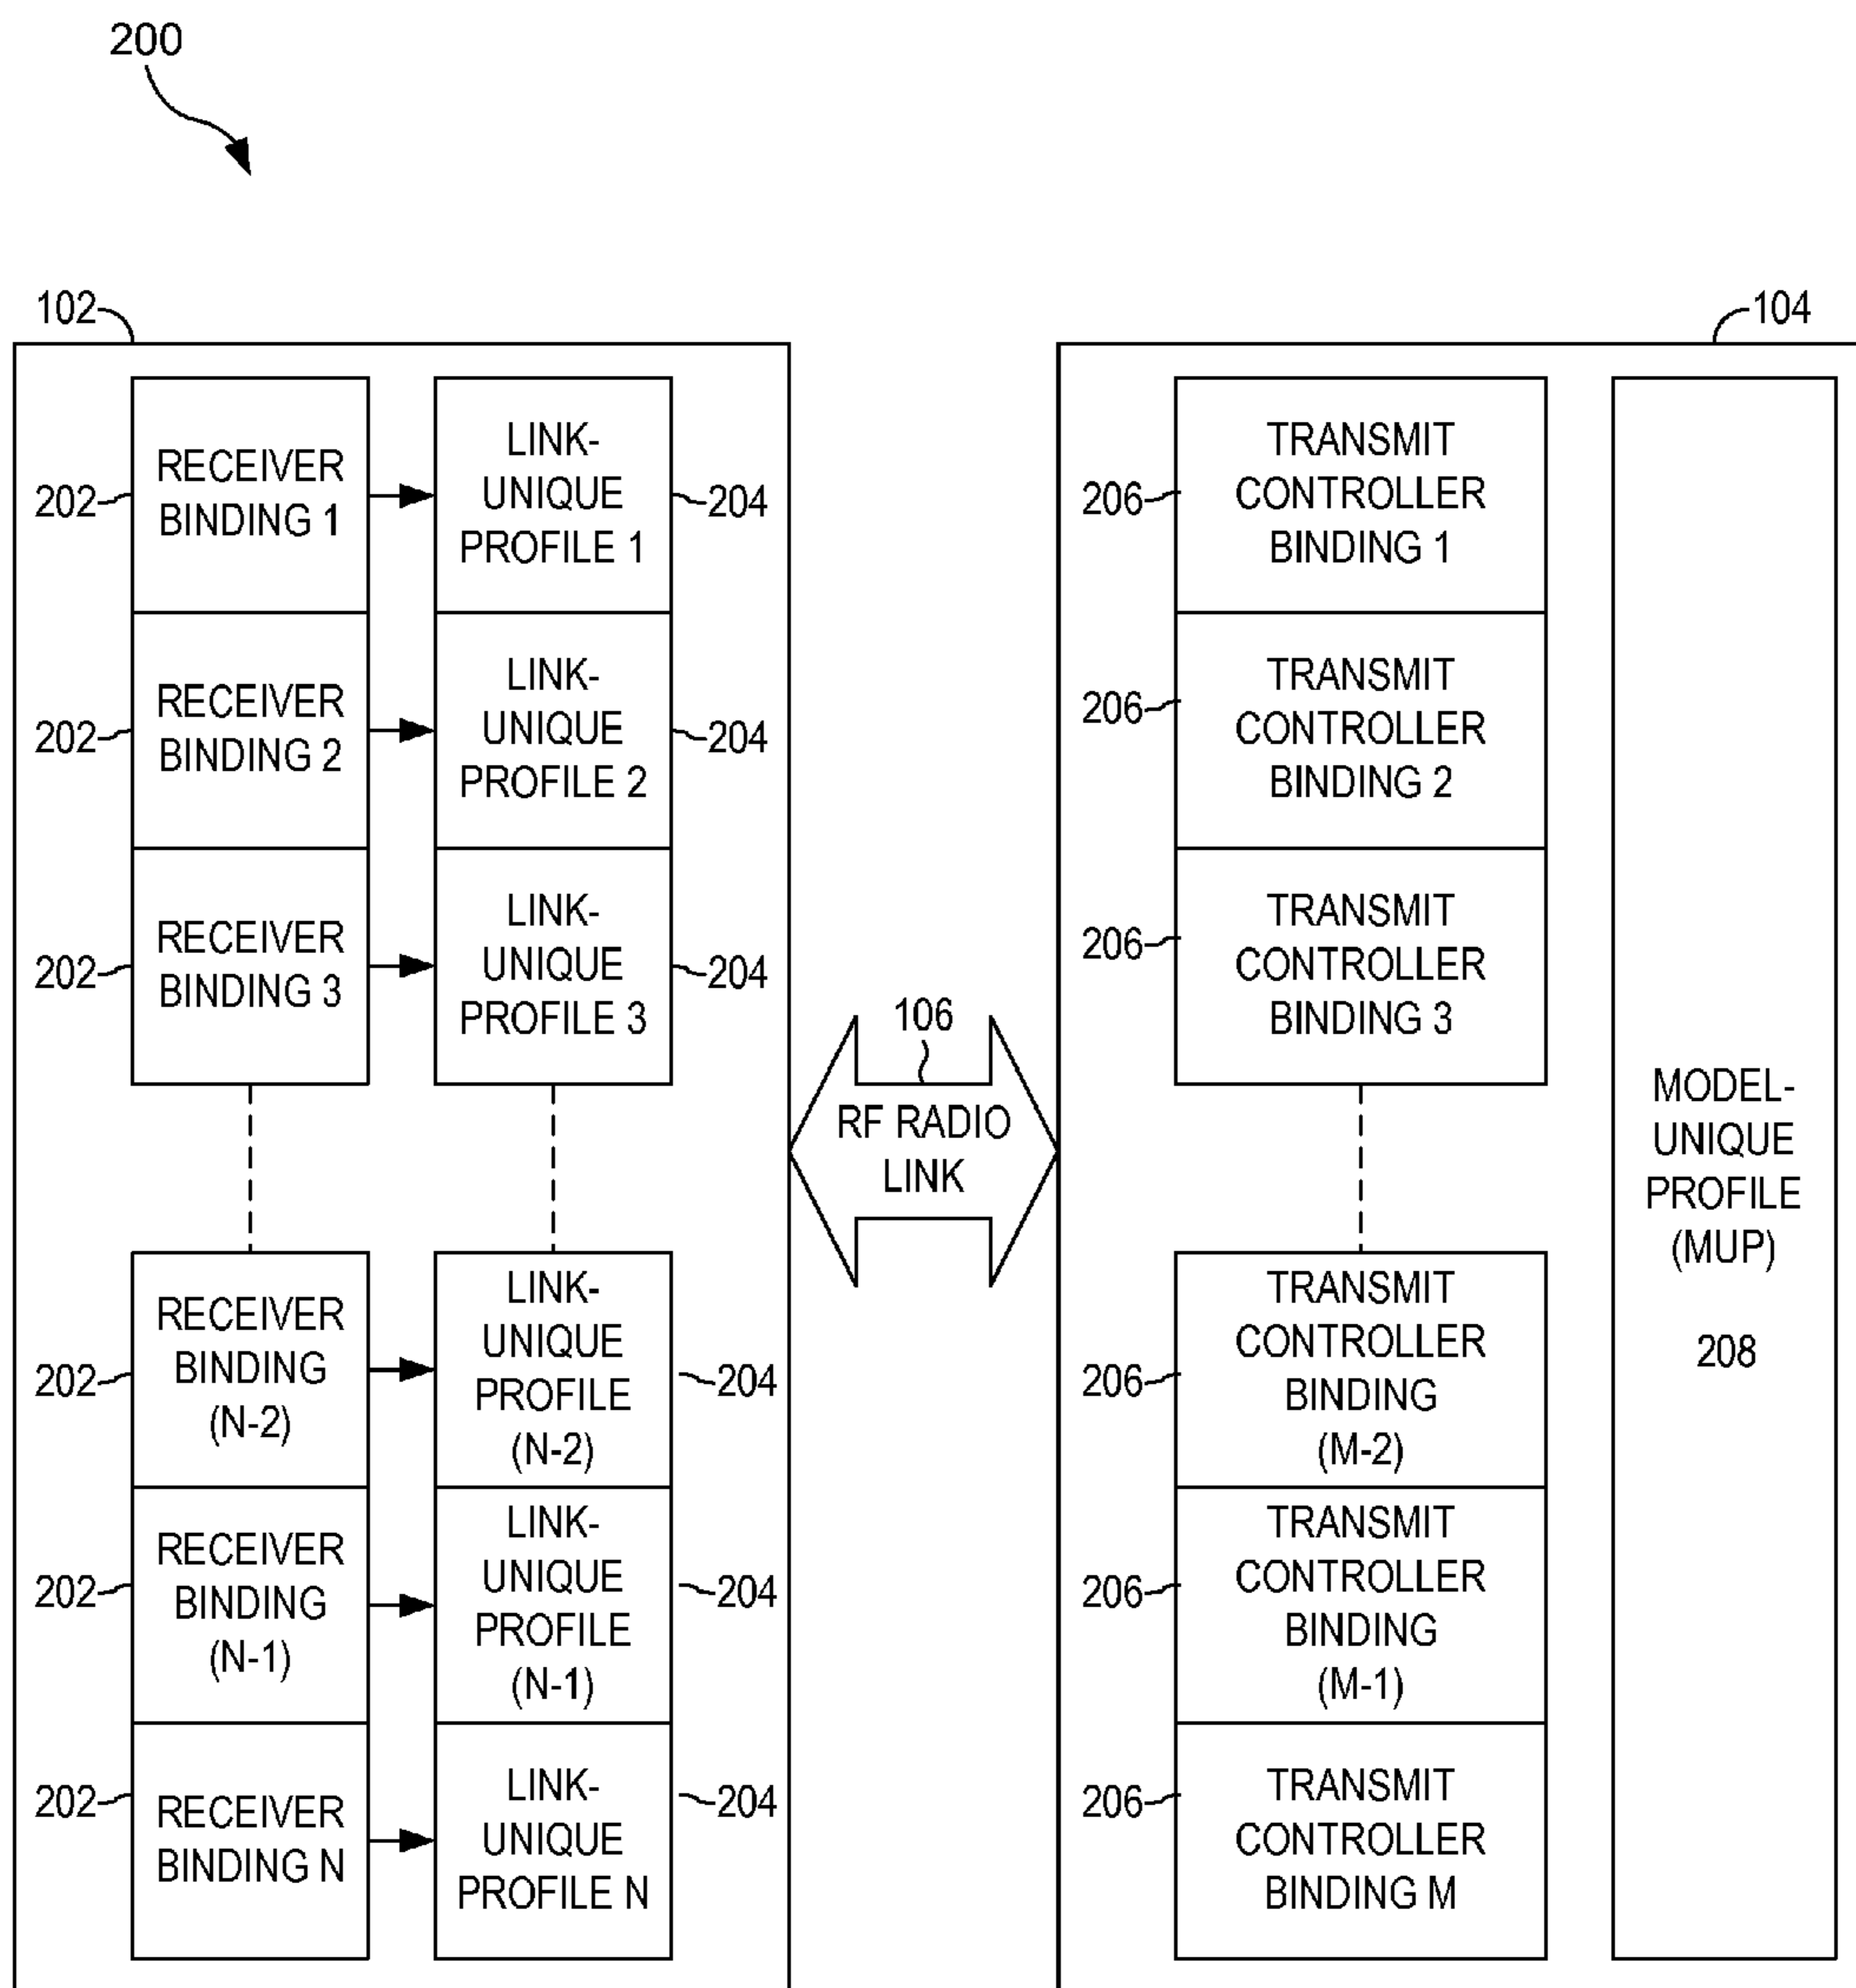 200
102
104
202
RECEIVER
BINDING 1
LINK-
UNIQUE
PROFILE 1
204
202
RECEIVER
BINDING 2
LINK-
UNIQUE
PROFILE 2
204
202
RECEIVER
BINDING 3
LINK-
UNIQUE
PROFILE 3
204
202
RECEIVER
BINDING
(N-2)
LINK-
UNIQUE
PROFILE
(N-2)
204
202
RECEIVER
BINDING
(N-1)
LINK-
UNIQUE
PROFILE
(N-1)
204
202
RECEIVER
BINDING N
LINK-
UNIQUE
PROFILE N
204
106
RF RADIO
LINK
206
TRANSMIT
CONTROLLER
BINDING 1
206
TRANSMIT
CONTROLLER
BINDING 2
206
TRANSMIT
CONTROLLER
BINDING 3
206
TRANSMIT
CONTROLLER
BINDING
(M-2)
206
TRANSMIT
CONTROLLER
BINDING
(M-1)
206
TRANSMIT
CONTROLLER
BINDING M
MODEL-
UNIQUE
PROFILE
(MUP)
208